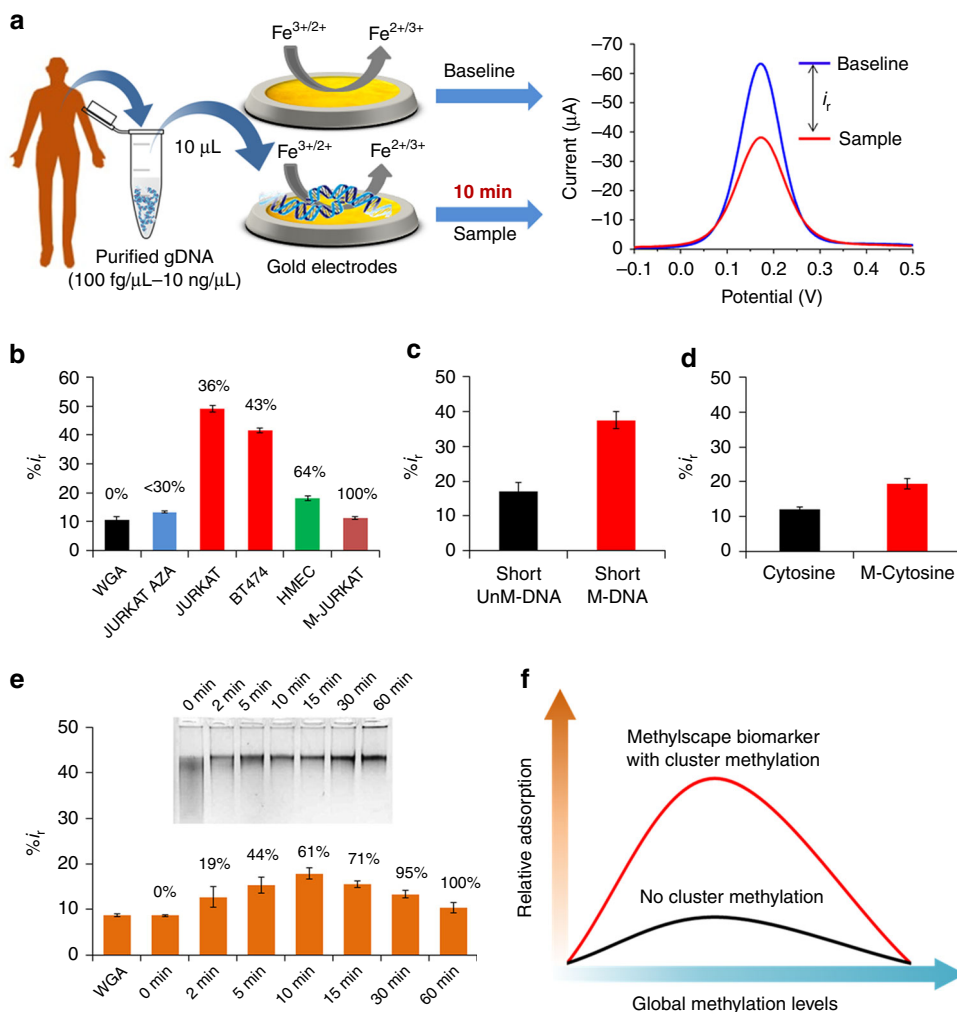 a
Fe3+/2+ Fe2+/3+
Baseline
10 μL
Fe3+/2+ Fe2+/3+
10 min
Sample
Purified gDNA
(100 fg/μL–10 ng/μL)
Gold electrodes
Current (μA)
–70
–60
–50
–40
–30
–20
–10
0
–0.1 0.0 0.1 0.2 0.3 0.4 0.5
Potential (V)
Baseline
ir
Sample
b
%ir
60
50
40
30
20
10
0
0% <30% 36% 43% 64% 100%
WGA JURKAT AZA JURKAT BT474 HMEC M-JURKAT
c
%ir
50
40
30
20
10
0
Short Short
UnM-DNA M-DNA
d
%ir
50
40
30
20
10
0
Cytosine M-Cytosine
e
0 min 2 min 5 min 10 min 15 min 30 min 60 min
%ir
50
40
30
20
10
0
0% 19% 44% 61% 71% 95% 100%
WGA 0 min 2 min 5 min 10 min 15 min 30 min 60 min
f
Relative adsorption
Methylscape biomarker
with cluster methylation
No cluster methylation
Global methylation levels